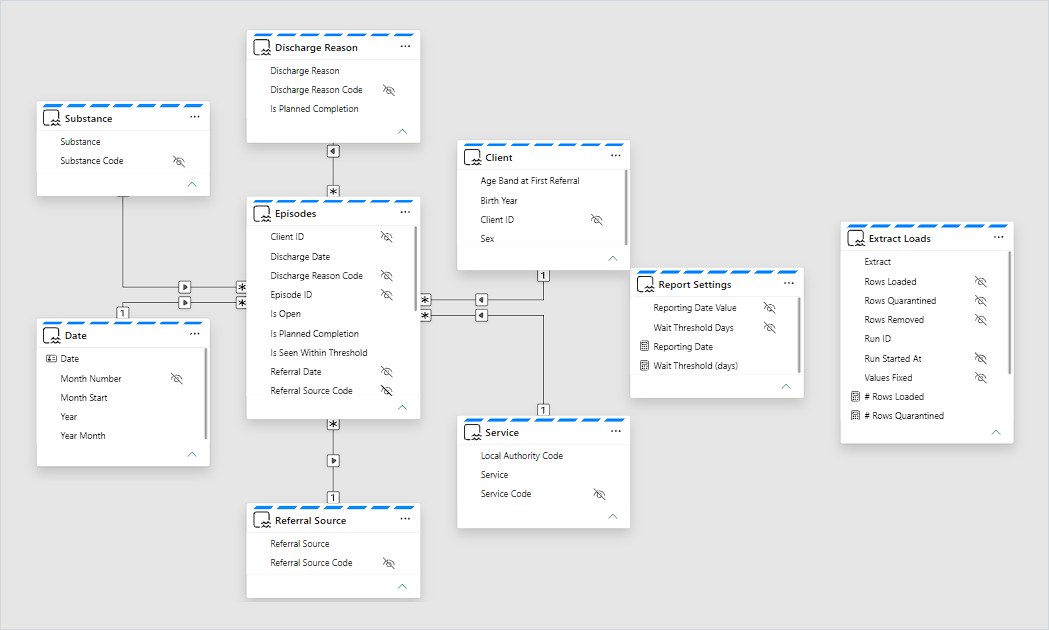 Discharge Reason
Discharge Reason
Discharge Reason Code
Is Planned Completion
Substance
Substance
Substance Code
Client
Age Band at First Referral
Birth Year
Client ID
Sex
Episodes
Client ID
Discharge Date
Discharge Reason Code
Episode ID
Is Open
Is Planned Completion
Is Seen Within Threshold
Referral Date
Referral Source Code
Extract Loads
Extract
Rows Loaded
Rows Quarantined
Rows Removed
Run ID
Run Started At
Values Fixed
# Rows Loaded
# Rows Quarantined
Report Settings
Reporting Date Value
Wait Threshold Days
Reporting Date
Wait Threshold (days)
Date
Date
Month Number
Month Start
Year
Year Month
Service
Local Authority Code
Service
Service Code
Referral Source
Referral Source
Referral Source Code
*
*
*
1
1
*
*
1
*
1